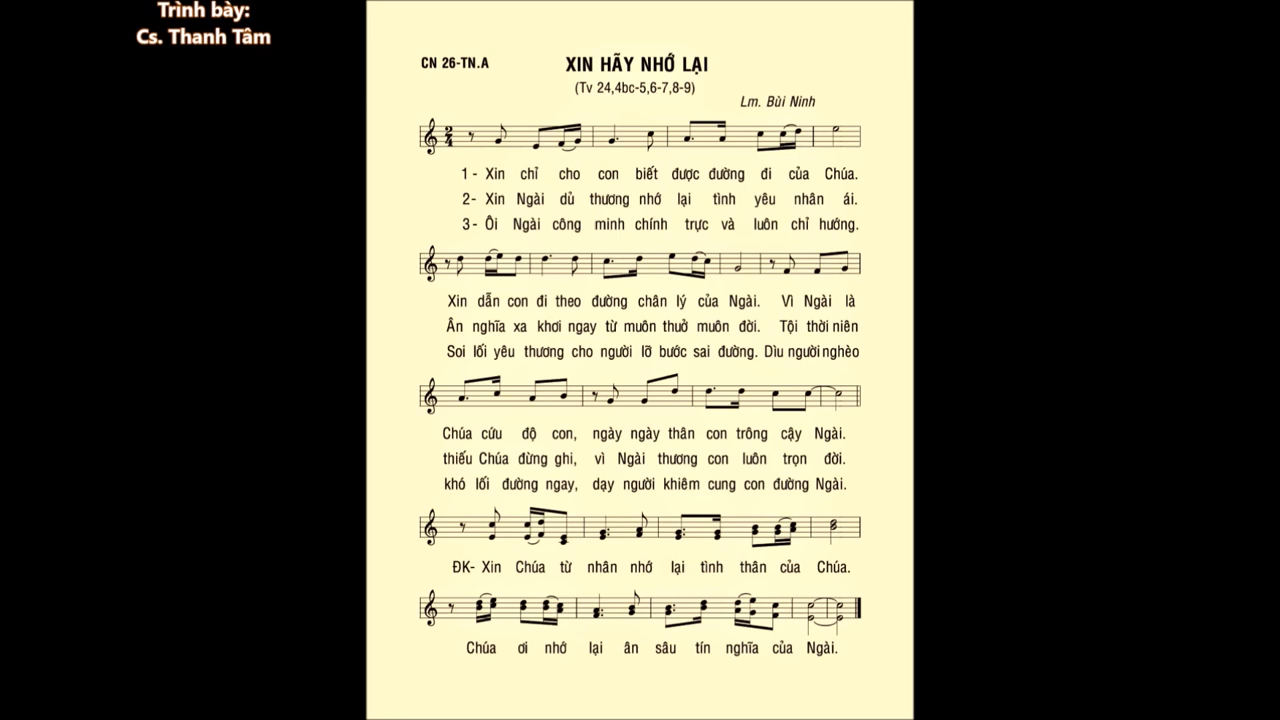 Trình bày:
Cs. Thanh Tâm
CN 26-TN.A
XIN HÃY NHỚ LẠI
(Tv 24,4bc-5,6-7,8-9)
Lm. Bùi Ninh
1- Xin chỉ cho con biết được đường đi của Chúa.
2- Xin Ngài dủ thương nhớ lại tình yêu nhân ái.
3- Ôi Ngài công minh chính trực và luôn chỉ hướng.
Xin dẫn con đi theo đường chân lý của Ngài. Vì Ngài là
Ân nghĩa xa khơi ngay từ muôn thuở muôn đời. Tội thời niên
Soi lối yêu thương cho người lỡ bước sai đường. Dìu người nghèo
Chúa cứu độ con, ngày ngày thân con trông cậy Ngài.
thiếu Chúa đừng ghi, vì Ngài thương con luôn trọn đời.
khó lối đường ngay, dạy người khiêm cung con đường Ngài.
ĐK- Xin Chúa từ nhân nhớ lại tình thân của Chúa.
Chúa ơi nhớ lại ân sâu tín nghĩa của Ngài.